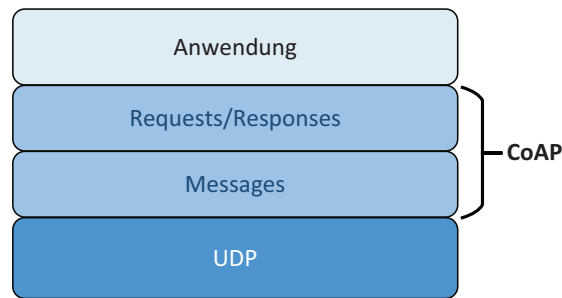 Anwendung
Requests/Responses
Messages
CoAP
UDP